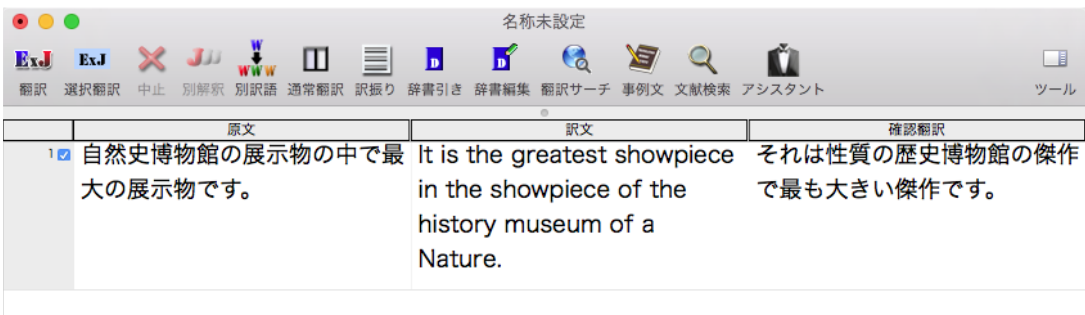 名称未設定
ExJ ExJ J W WWW D D
翻訳 選択翻訳 中止 別解釈 別訳語 通常翻訳 訳振り 辞書引き 辞書編集 翻訳サーチ 事例文 文献検索 アシスタント ツール
原文 訳文 確認翻訳
1 自然史博物館の展示物の中で最 It is the greatest showpiece それは性質の歴史博物館の傑作
大の展示物です。 in the showpiece of the で最も大きい傑作です。
history museum of a
Nature.